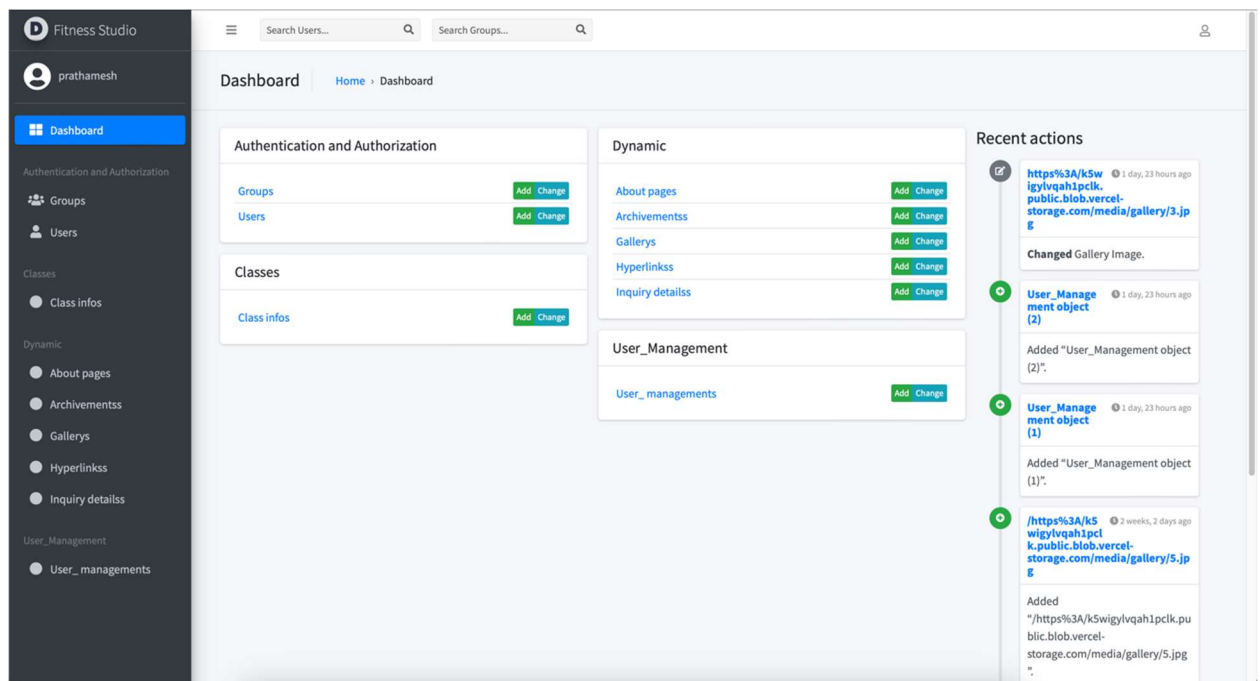 D Fitness Studio
prathamesh
Dashboard
Authentication and Authorization
Groups
Users
Classes
Class infos
Dynamic
About pages
Archivementss
Gallerys
Hyperlinkss
Inquiry detailss
User_Management
User_ managements
Search Users...
Search Groups...
Dashboard
Home › Dashboard
Authentication and Authorization
Groups Add Change
Users Add Change
Classes
Class infos Add Change
Dynamic
About pages Add Change
Archivementss Add Change
Gallerys Add Change
Hyperlinkss Add Change
Inquiry detailss Add Change
User_Management
User_ managements Add Change
Recent actions
https%3A/k5w 1 day, 23 hours ago
igylvqah1pclk.
public.blob.vercel-
storage.com/media/gallery/3.jp
g
Changed Gallery Image.
User_Manage 1 day, 23 hours ago
ment object
(2)
Added “User_Management object
(2)”.
User_Manage 1 day, 23 hours ago
ment object
(1)
Added “User_Management object
(1)”.
/https%3A/k5 2 weeks, 2 days ago
wigylvqah1pcl
k.public.blob.vercel-
storage.com/media/gallery/5.jp
g
Added
“/https%3A/k5wigylvqah1pclk.pu
blic.blob.vercel-
storage.com/media/gallery/5.jpg
”.